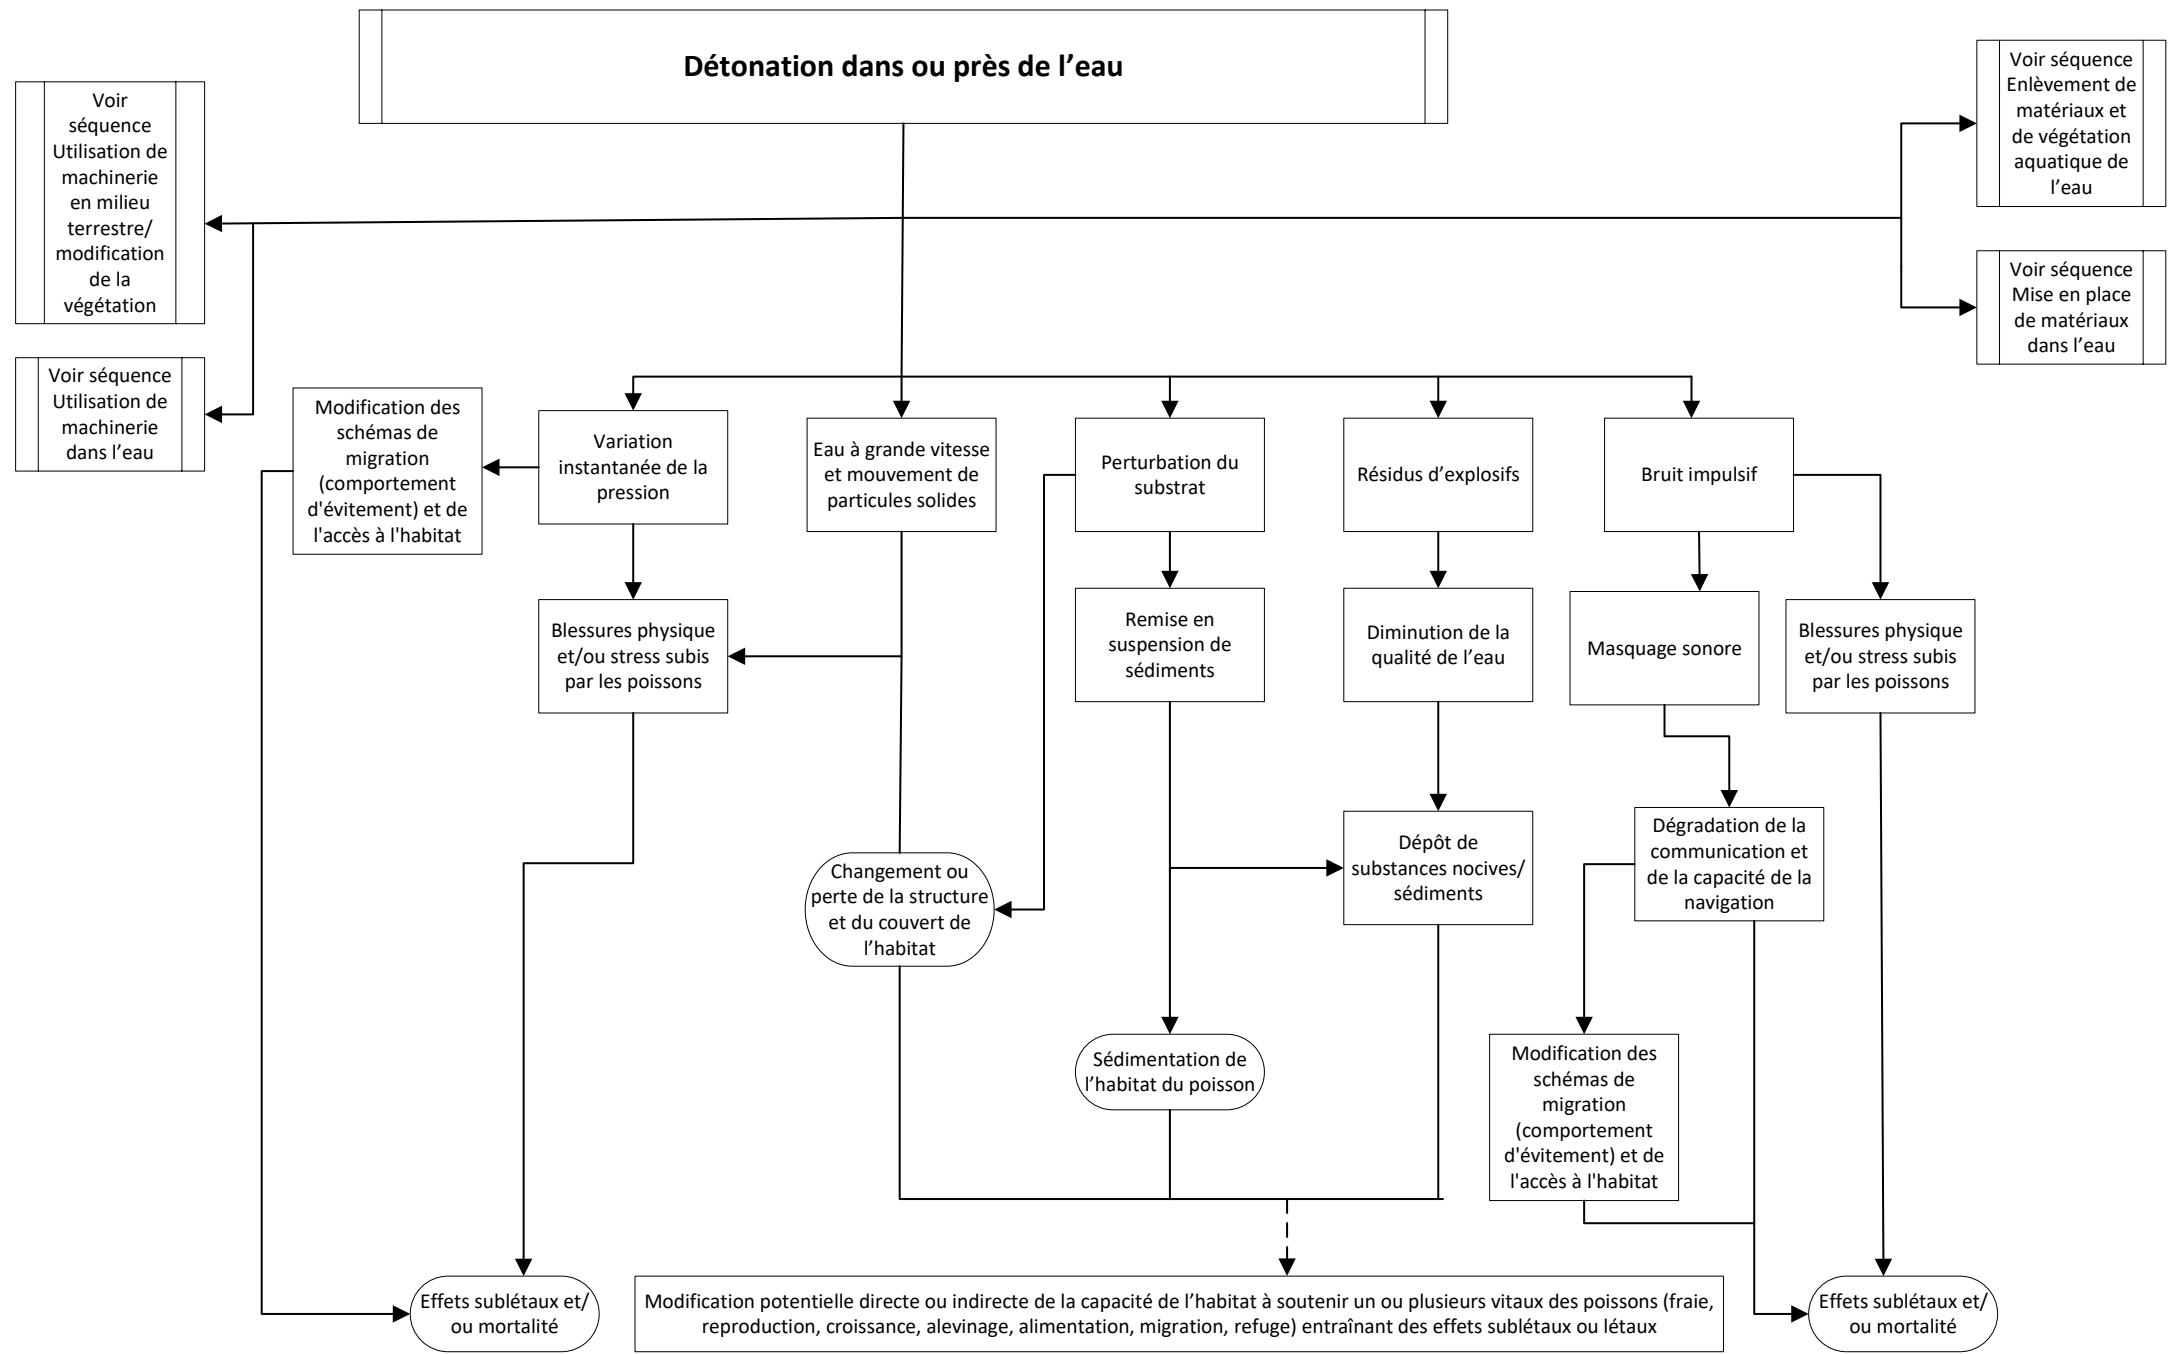 Détonation dans ou près de l’eau
Voir
séquence
Utilisation de
machinerie
en milieu
terrestre/
modification
de la
végétation
Voir séquence
Enlèvement de
matériaux et
de végétation
aquatique de
l’eau
Voir séquence
Mise en place
de matériaux
dans l’eau
Voir séquence
Utilisation de
machinerie
dans l’eau
Modification des
schémas de
migration
(comportement
d'évitement) et de
l'accès à l'habitat
Variation
instantanée de la
pression
Eau à grande vitesse
et mouvement de
particules solides
Perturbation du
substrat
Résidus d’explosifs
Bruit impulsif
Blessures physique
et/ou stress subis
par les poissons
Remise en
suspension de
sédiments
Diminution de la
qualité de l’eau
Masquage sonore
Blessures physique
et/ou stress subis
par les poissons
Changement ou
perte de la structure
et du couvert de
l’habitat
Dépôt de
substances nocives/
sédiments
Dégradation de la
communication et
de la capacité de la
navigation
Sédimentation de
l’habitat du poisson
Modification des
schémas de
migration
(comportement
d'évitement) et de
l'accès à l'habitat
Effets sublétaux et/
ou mortalité
Modification potentielle directe ou indirecte de la capacité de l’habitat à soutenir un ou plusieurs vitaux des poissons (fraie,
reproduction, croissance, alevinage, alimentation, migration, refuge) entraînant des effets sublétaux ou létaux
Effets sublétaux et/
ou mortalité